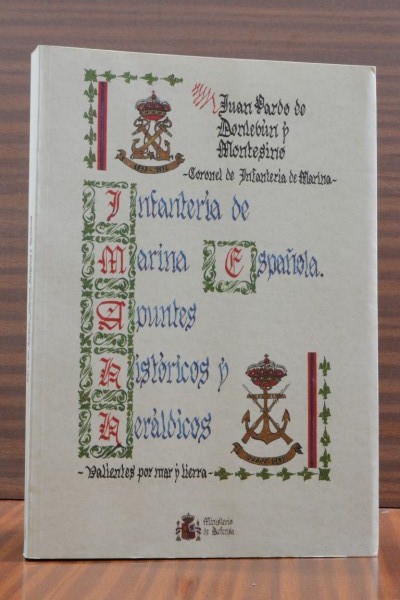 Juan Pardo de
Donlebún y
Montesino
-Coronel de Infantería de Marina-
Infantería de
Marina Española.
Apuntes
Históricos y
Heráldicos
-Valientes por mar y tierra-
Ministerio
de Defensa